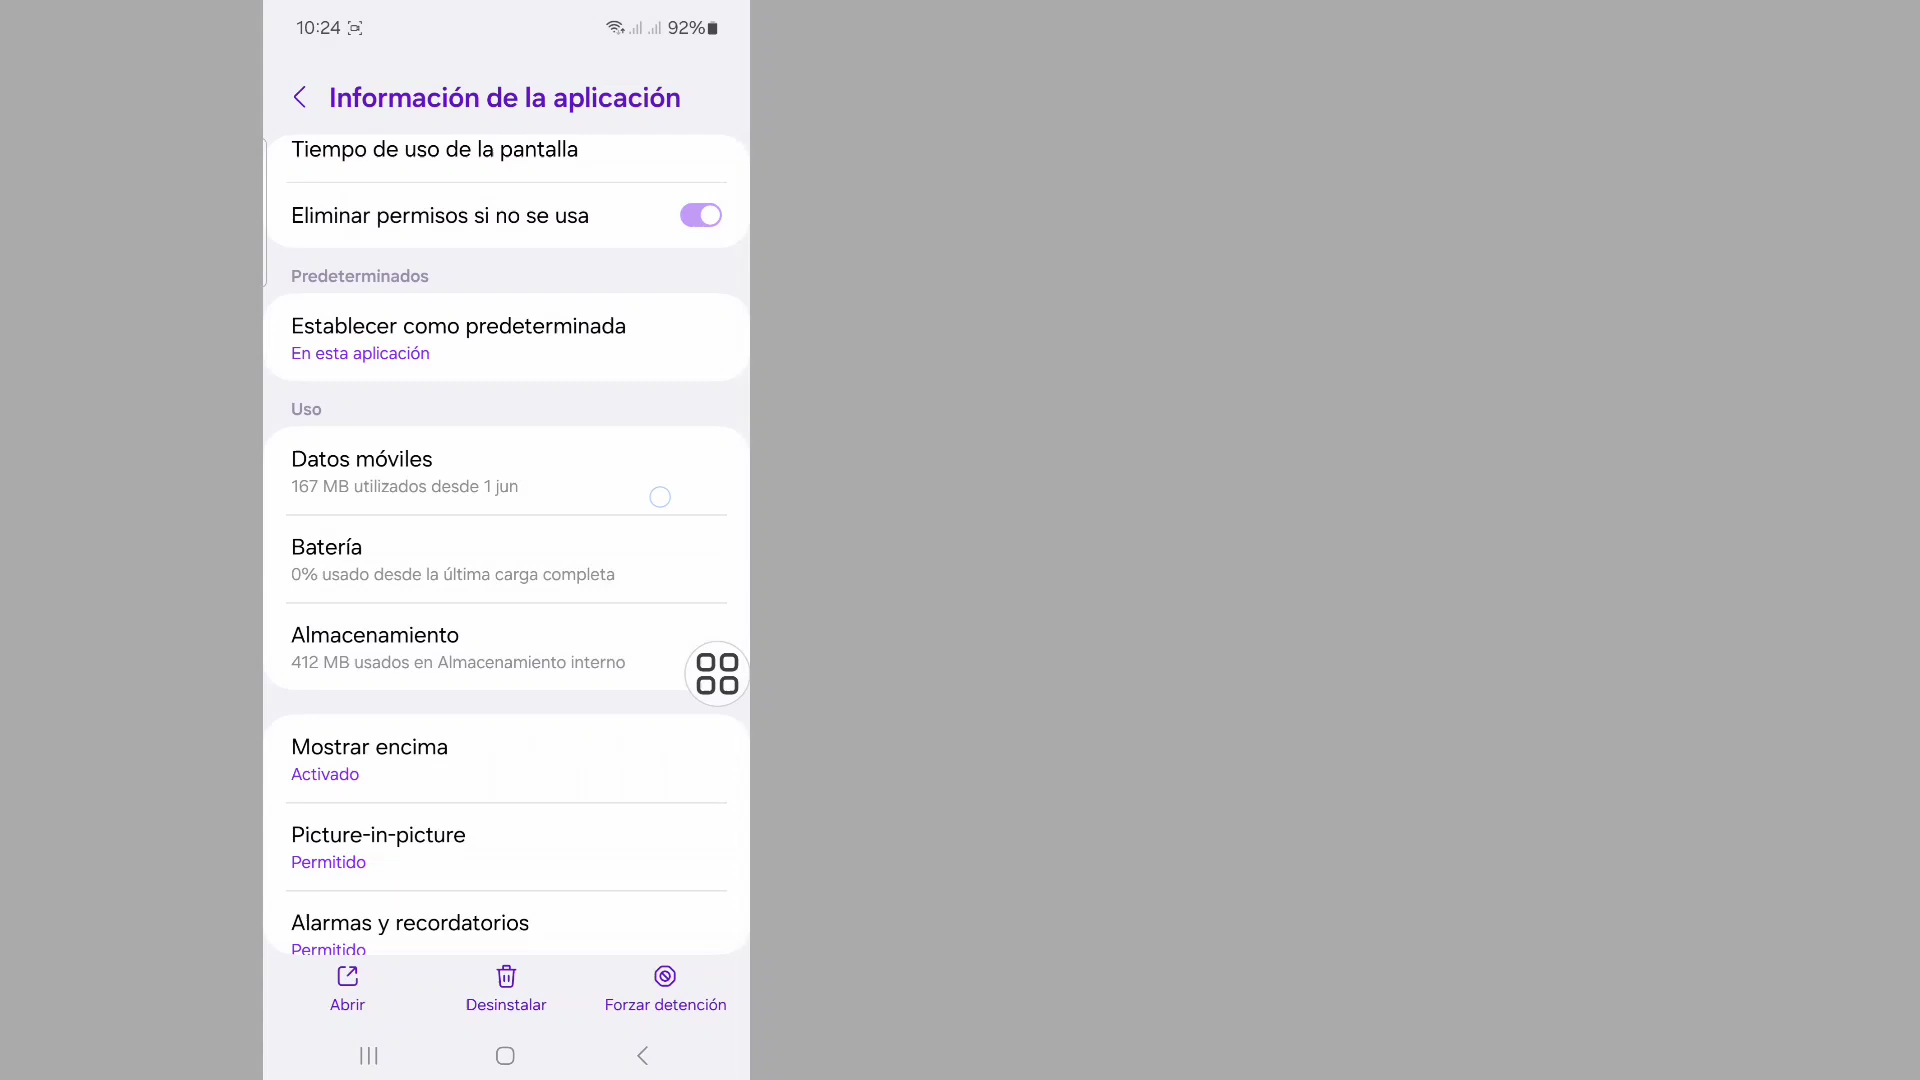 10:24
92%
Información de la aplicación
Tiempo de uso de la pantalla
Eliminar permisos si no se usa
Predeterminados
Establecer como predeterminada
En esta aplicación
Uso
Datos móviles
167 MB utilizados desde 1 jun
Batería
0% usado desde la última carga completa
Almacenamiento
412 MB usados en Almacenamiento interno
Mostrar encima
Activado
Picture-in-picture
Permitido
Alarmas y recordatorios
Permitido
Abrir
Desinstalar
Forzar detención